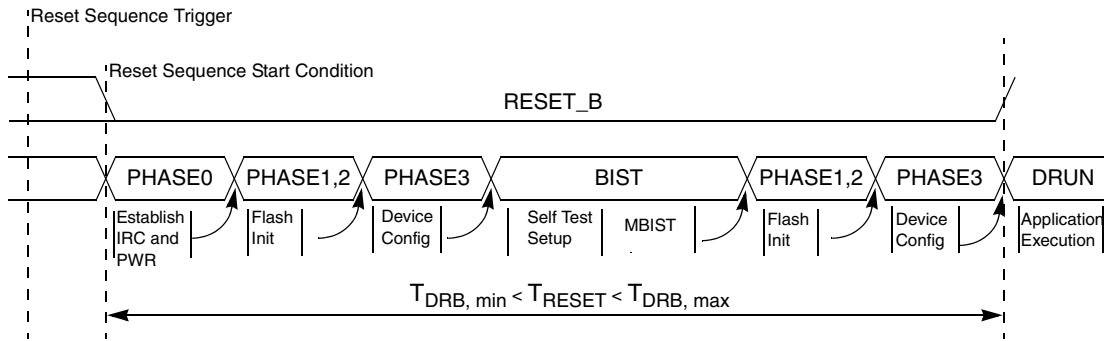 Reset Sequence Trigger
Reset Sequence Start Condition
RESET_B
PHASE0 PHASE1,2 PHASE3 BIST PHASE1,2 PHASE3 DRUN
Establish
IRC and
PWR
Flash
Init
Device
Config
Self Test
Setup
MBIST
Flash
Init
Device
Config
Application
Execution
TDRB, min < TRESET < TDRB, max